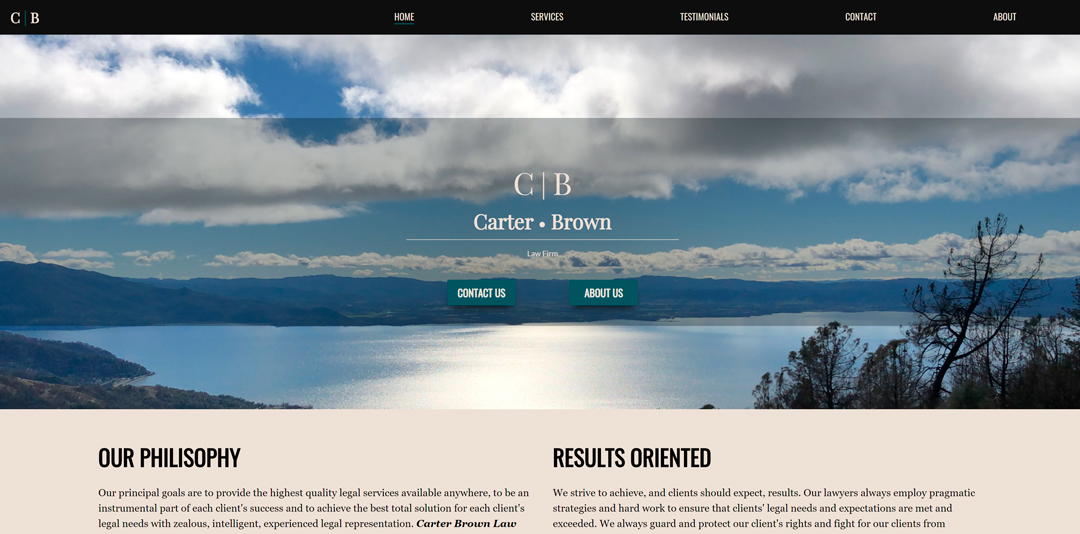 C | B
HOME
SERVICES
TESTIMONIALS
CONTACT
ABOUT
C | B
Carter • Brown
Law Firm
CONTACT US
ABOUT US
OUR PHILISOPHY
Our principal goals are to provide the highest quality legal services available anywhere, to be an
instrumental part of each client's success and to achieve the best total solution for each client's
legal needs with zealous, intelligent, experienced legal representation. Carter Brown Law
RESULTS ORIENTED
We strive to achieve, and clients should expect, results. Our lawyers always employ pragmatic
strategies and hard work to ensure that clients' legal needs and expectations are met and
exceeded. We always guard and protect our client's rights and fight for our clients from